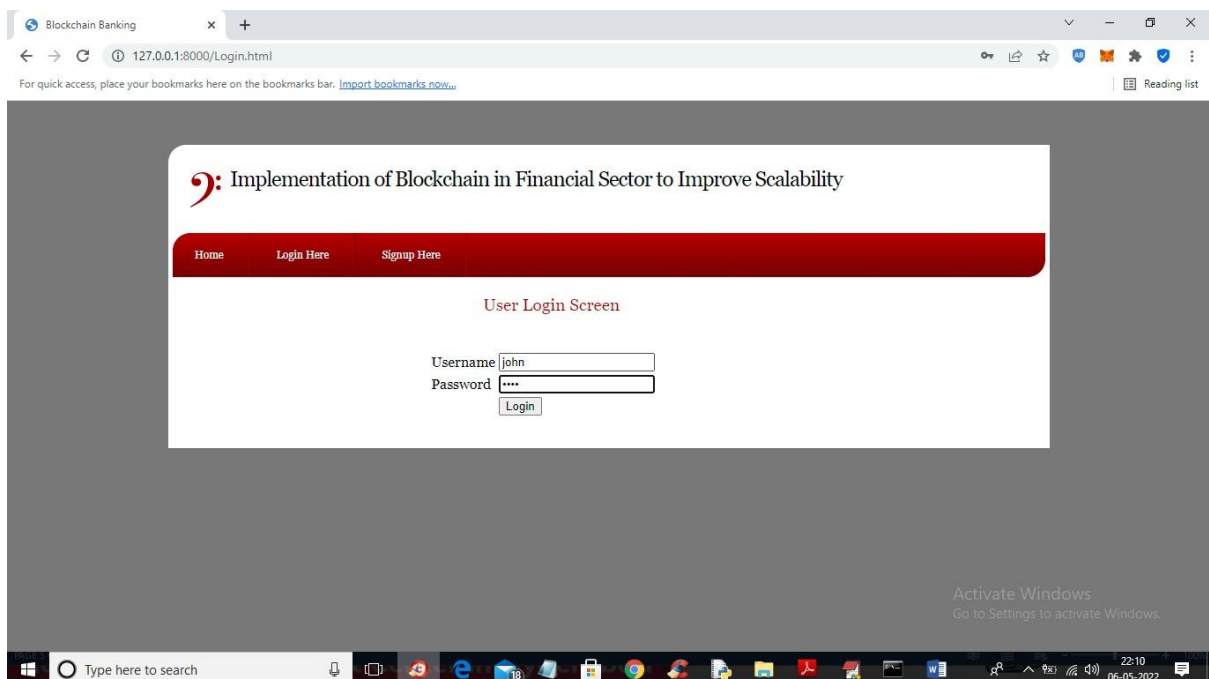 Blockchain Banking
127.0.0.1:8000/Login.html
AB
For quick access, place your bookmarks here on the bookmarks bar. Import bookmarks now...
Reading list
Implementation of Blockchain in Financial Sector to Improve Scalability
Home Login Here Signup Here
User Login Screen
Username john
Password ••••
Login
Activate Windows
Go to Settings to activate Windows.
Type here to search
18
22:10
06-05-2022
100%